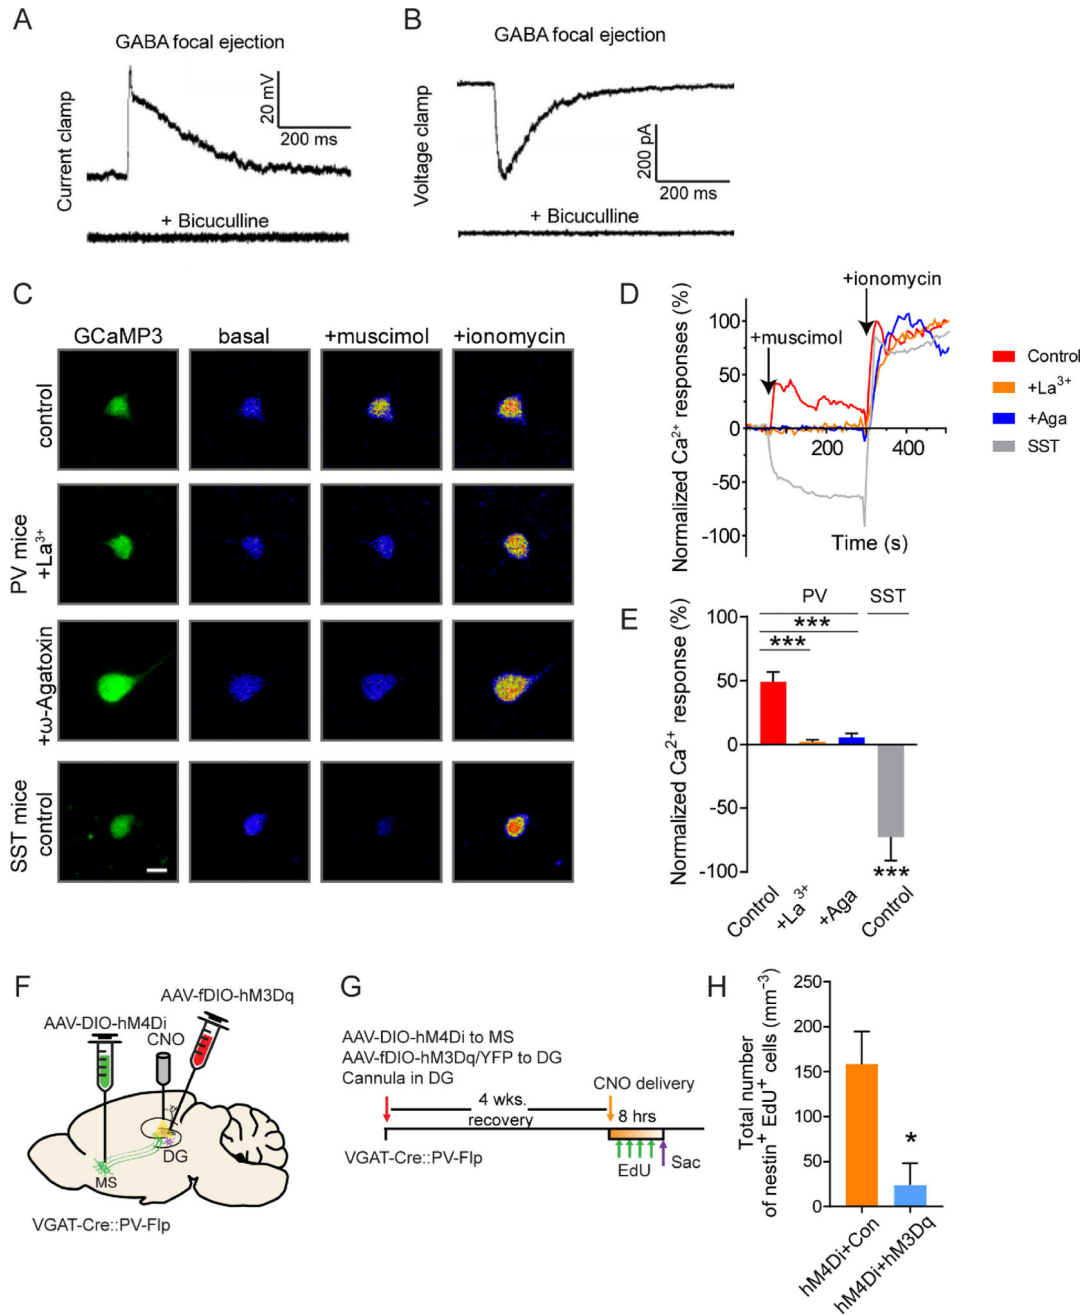 A
GABA focal ejection
Current clamp
20 mV
200 ms
+ Bicuculline
B
GABA focal ejection
Voltage clamp
200 pA
200 ms
+ Bicuculline
C
GCaMP3
basal
+muscimol
+ionomycin
control
PV mice
+La³⁺
+ω-Agatoxin
SST mice
control
D
Normalized Ca²⁺ responses (%)
+ionomycin
+muscimol
100
50
0
-50
-100
200
400
Time (s)
Control
+La³⁺
+Aga
SST
E
Normalized Ca²⁺ response (%)
PV
SST
***
***
100
50
0
-50
-100
***
Control
+La³⁺
+Aga
Control
F
AAV-fDIO-hM3Dq
AAV-DIO-hM4Di
CNO
DG
MS
VGAT-Cre::PV-Flp
G
AAV-DIO-hM4Di to MS
AAV-fDIO-hM3Dq/YFP to DG
Cannula in DG
CNO delivery
4 wks.
recovery
8 hrs
VGAT-Cre::PV-Flp
EdU
Sac
H
Total number
of nestin⁺ EdU⁺ cells (mm⁻³)
250
200
150
100
50
0
*
hM4Di+Con
hM4Di+hM3Dq